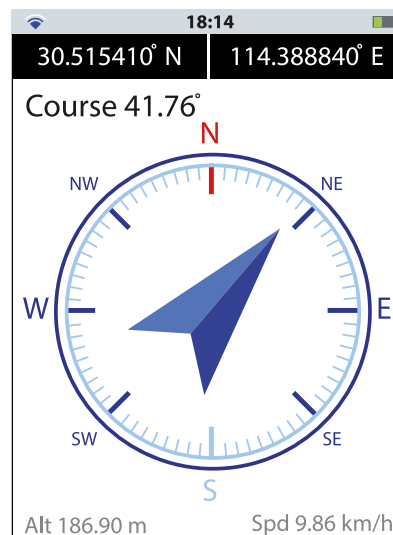 18:14
30.515410° N 114.388840° E
Course 41.76°
N
NW NE
W E
SW SE
S
Alt 186.90 m Spd 9.86 km/h